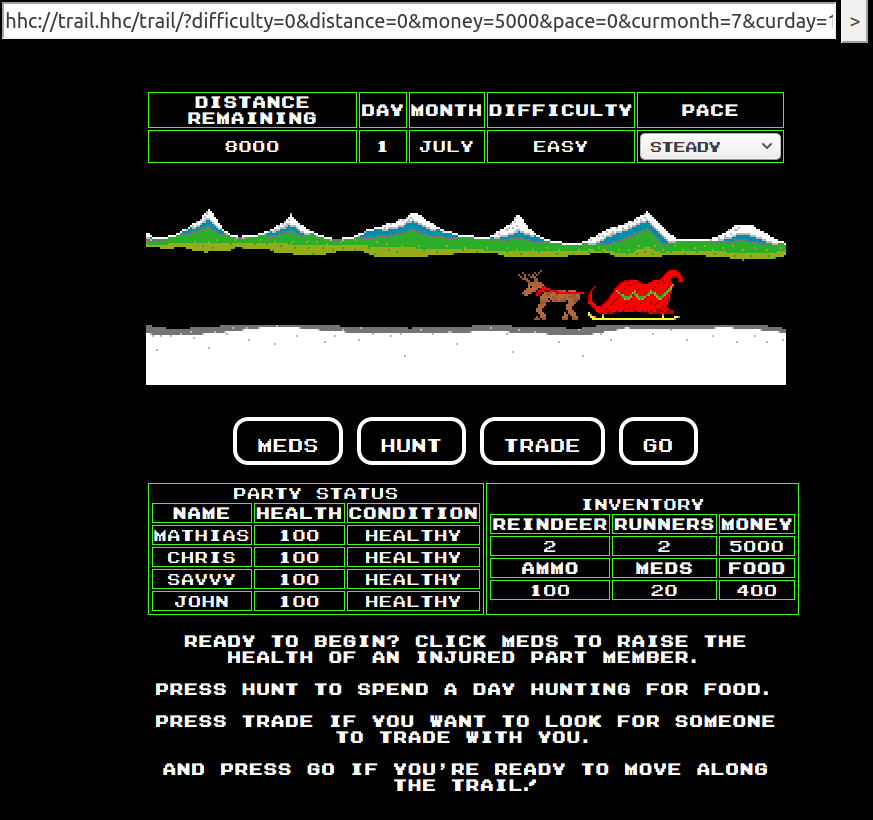 hhc://trail.hhc/trail/?difficulty=0&distance=0&money=5000&pace=0&curmonth=7&curday=1 >
DISTANCE REMAINING DAY MONTH DIFFICULTY PACE
8000 1 JULY EASY STEADY
MEDS HUNT TRADE GO
PARTY STATUS
NAME HEALTH CONDITION
MATHIAS 100 HEALTHY
CHRIS 100 HEALTHY
SAVVY 100 HEALTHY
JOHN 100 HEALTHY
INVENTORY
REINDEER RUNNERS MONEY
2 2 5000
AMMO MEDS FOOD
100 20 400
READY TO BEGIN? CLICK MEDS TO RAISE THE
HEALTH OF AN INJURED PART MEMBER.
PRESS HUNT TO SPEND A DAY HUNTING FOR FOOD.
PRESS TRADE IF YOU WANT TO LOOK FOR SOMEONE
TO TRADE WITH YOU.
AND PRESS GO IF YOU'RE READY TO MOVE ALONG
THE TRAIL.'